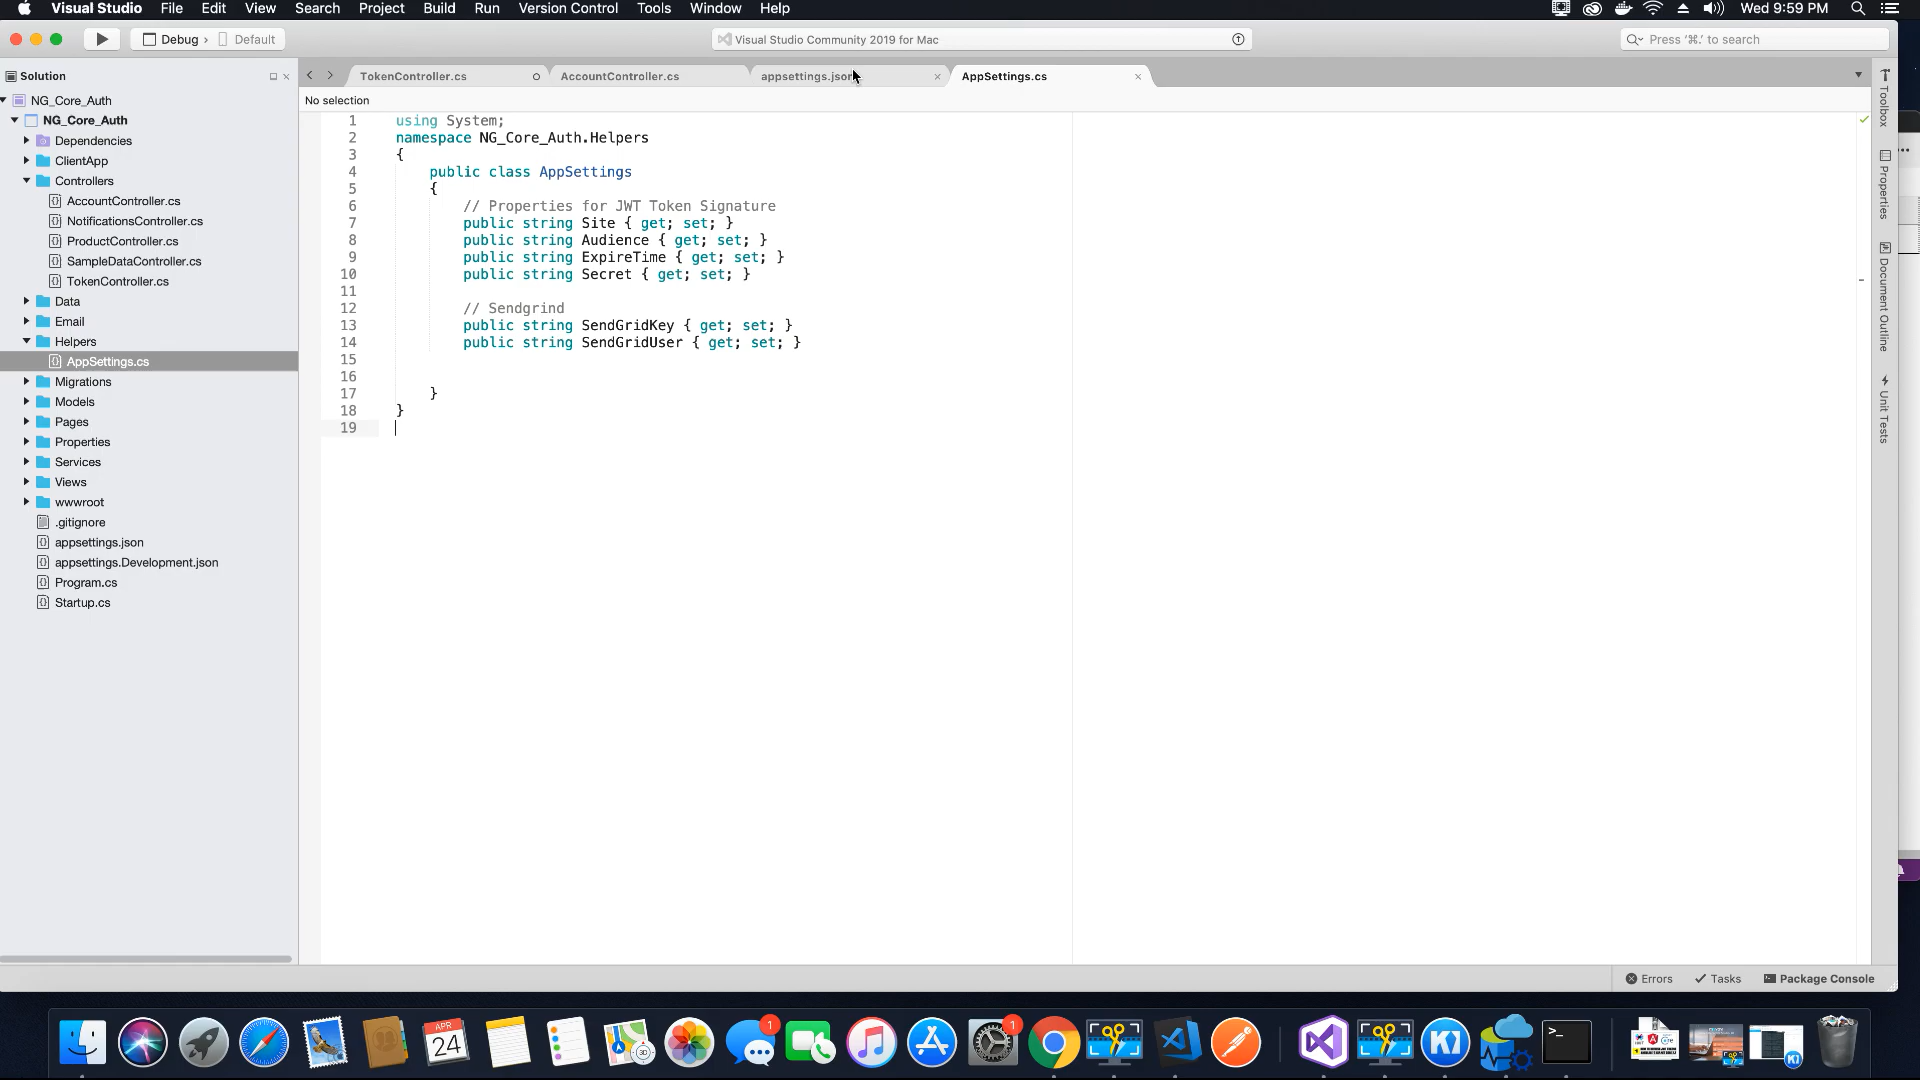 Visual Studio File Edit View Search Project Build Run Version Control Tools Window Help Wed 9:59 PM
Debug Default Visual Studio Community 2019 for Mac Press '⌘.' to search
Solution
TokenController.cs AccountController.cs appsettings.json AppSettings.cs
No selection
NG_Core_Auth
NG_Core_Auth
Dependencies
ClientApp
Controllers
AccountController.cs
NotificationsController.cs
ProductController.cs
SampleDataController.cs
TokenController.cs
Data
Email
Helpers
AppSettings.cs
Migrations
Models
Pages
Properties
Services
Views
wwwroot
.gitignore
appsettings.json
appsettings.Development.json
Program.cs
Startup.cs
1 using System;
2 namespace NG_Core_Auth.Helpers
3 {
4 public class AppSettings
5 {
6 // Properties for JWT Token Signature
7 public string Site { get; set; }
8 public string Audience { get; set; }
9 public string ExpireTime { get; set; }
10 public string Secret { get; set; }
11
12 // Sendgrind
13 public string SendGridKey { get; set; }
14 public string SendGridUser { get; set; }
15
16
17 }
18 }
19
Toolbox
Properties
Document Outline
Unit Tests
Errors Tasks Package Console
APR
24
1
1